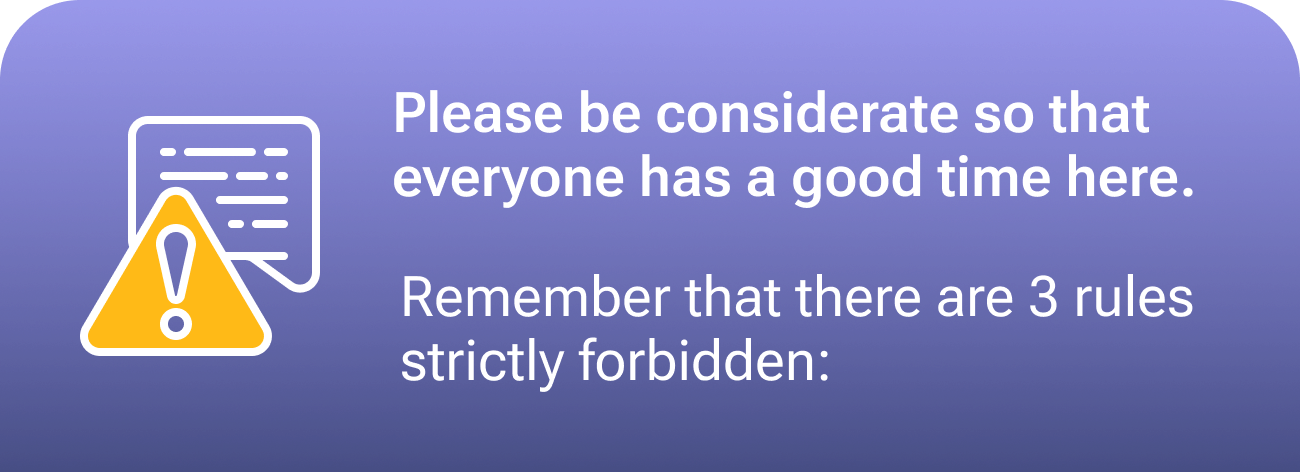 Please be considerate so that
everyone has a good time here.
Remember that there are 3 rules
strictly forbidden: